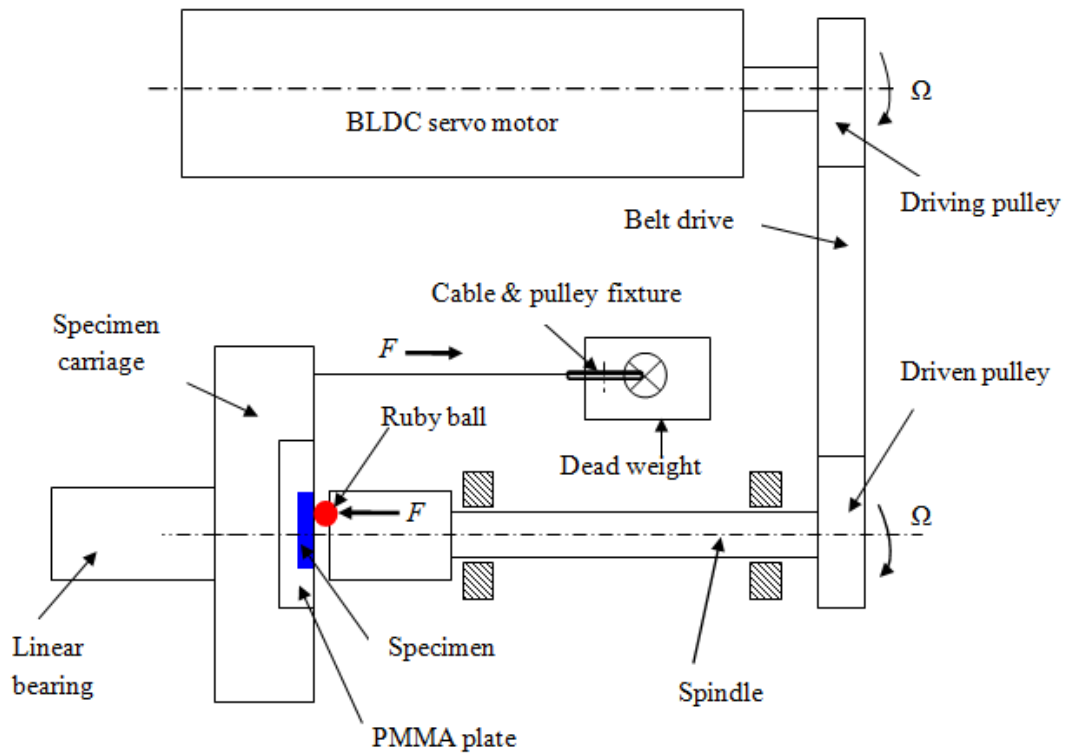 BLDC servo motor
Ω
Driving pulley
Belt drive
Cable & pulley fixture
Specimen
carriage
F
Driven pulley
Ruby ball
Dead weight
F
Ω
Linear
bearing
Specimen
Spindle
PMMA plate